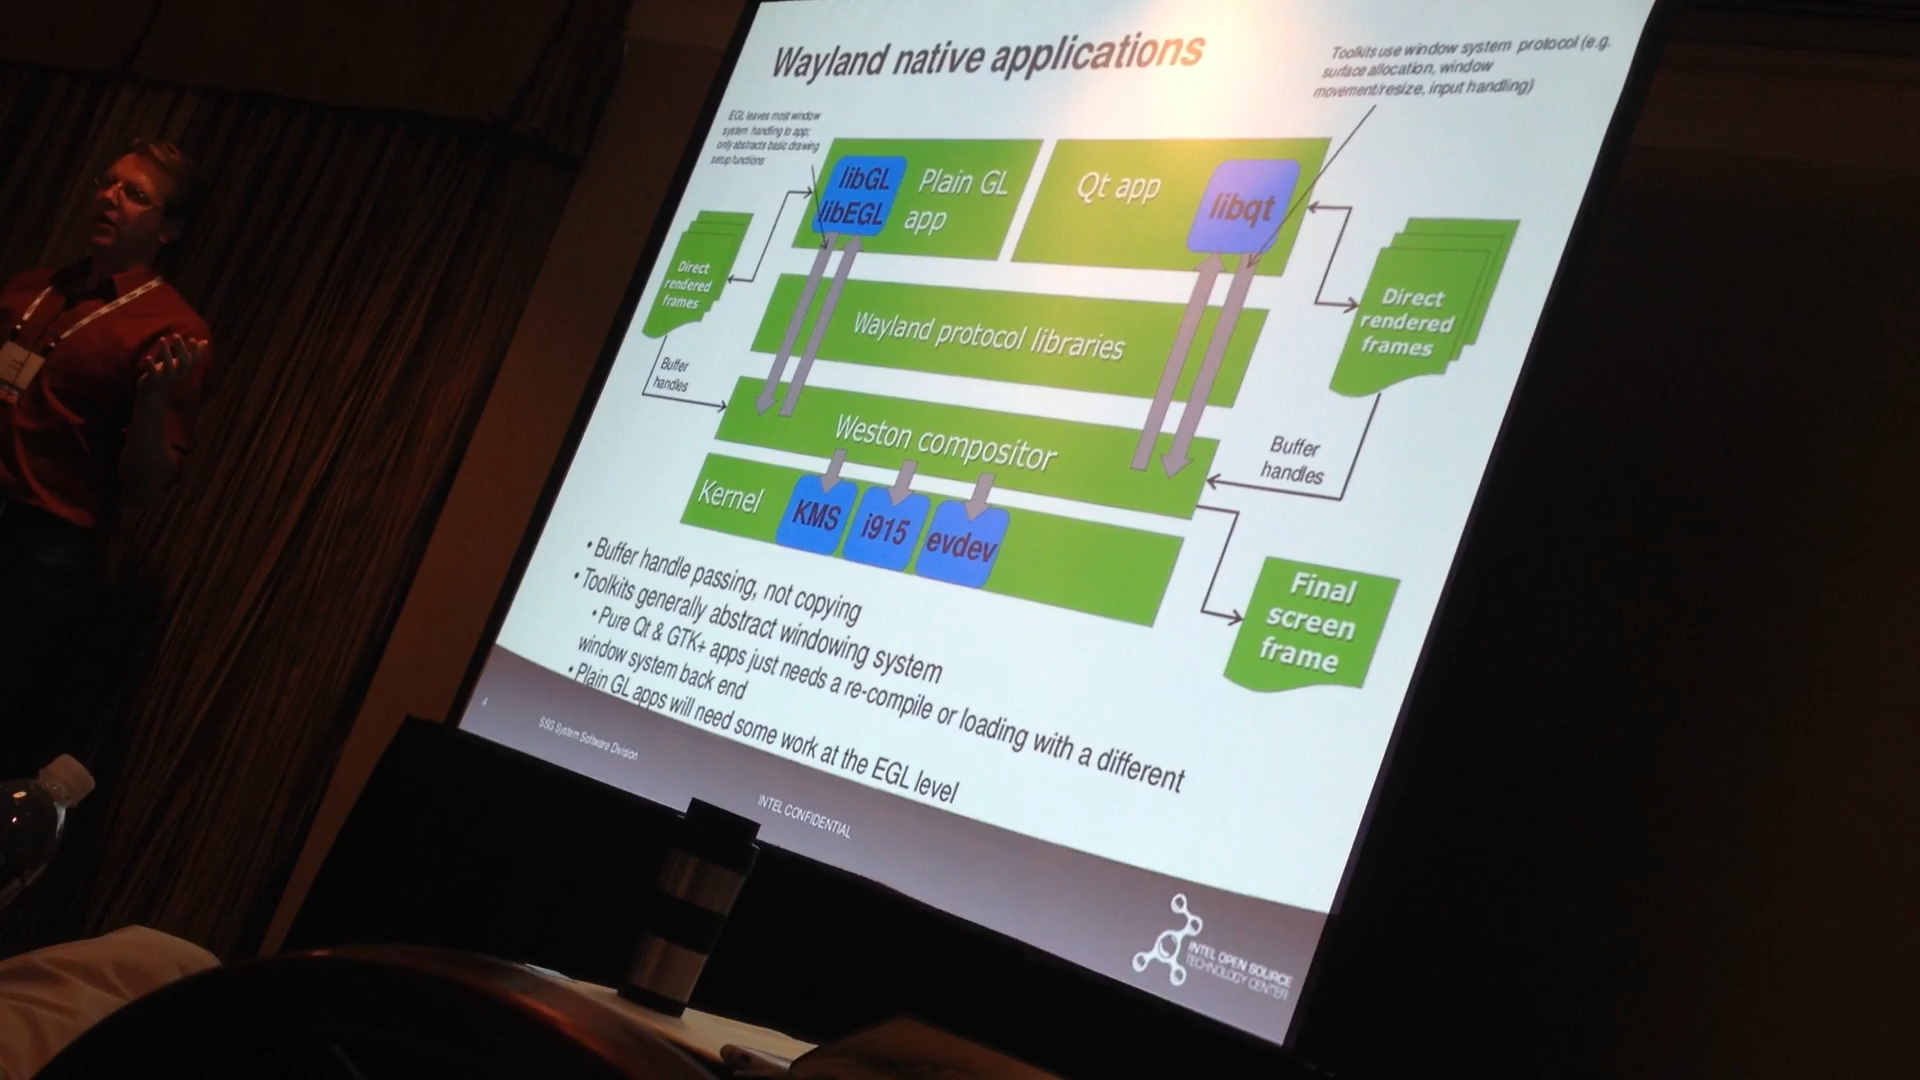 Wayland native applications
Toolkits use window system protocol (e.g.
surface allocation, window
movement/resize, input handling)
EGL leaves most window
system handling to app;
only abstracts basic drawing
setup functions
libGL
libEGL
Plain GL
app
Qt app
libqt
Direct
rendered
frames
Direct
rendered
frames
Wayland protocol libraries
Buffer
handles
Weston compositor
Buffer
handles
Kernel
KMS
i915
evdev
Final
screen
frame
• Buffer handle passing, not copying
• Toolkits generally abstract windowing system
• Pure Qt & GTK+ apps just needs a re-compile or loading with a different
window system back end
• Plain GL apps will need some work at the EGL level
4
SSG System Software Division
INTEL CONFIDENTIAL
INTEL OPEN SOURCE
TECHNOLOGY CENTER